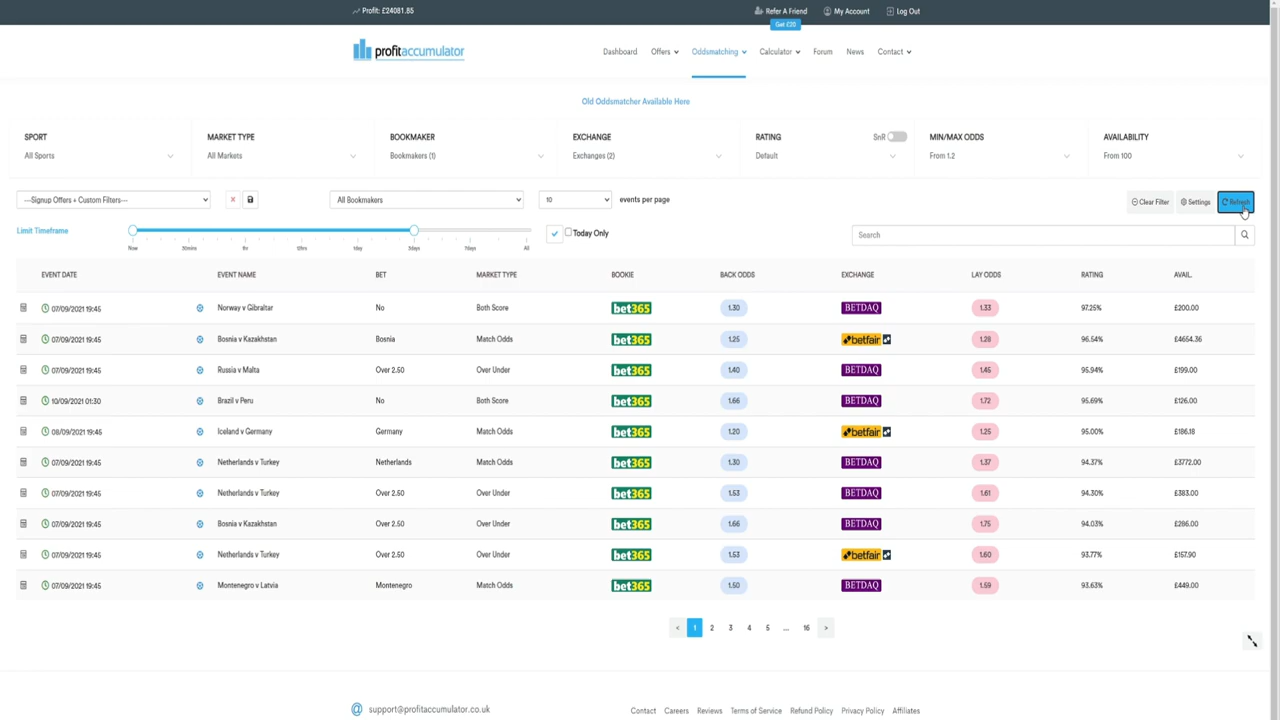 Profit: £24081.85
Refer A Friend
My Account
Log Out
Get £20
profitaccumulator
Dashboard
Offers
Oddsmatching
Calculator
Forum
News
Contact
Old Oddsmatcher Available Here
SPORT
MARKET TYPE
BOOKMAKER
EXCHANGE
RATING
SnR
MIN/MAX ODDS
AVAILABILITY
All Sports
All Markets
Bookmakers (1)
Exchanges (2)
Default
From 1.2
From 100
---Signup Offers + Custom Filters---
All Bookmakers
10
events per page
Clear Filter
Settings
Refresh
Limit Timeframe
Today Only
Search
Now
30mins
12hrs
1day
3days
7days
All
EVENT DATE EVENT NAME BET MARKET TYPE BOOKIE BACK ODDS EXCHANGE LAY ODDS RATING AVAIL.
07/09/2021 19:45 Norway v Gibraltar No Both Score bet365 1.30 BETDAQ 1.33 97.25% £200.00
07/09/2021 19:45 Bosnia v Kazakhstan Bosnia Match Odds bet365 1.25 betfair 1.28 96.54% £4654.36
07/09/2021 19:45 Russia v Malta Over 2.50 Over Under bet365 1.40 BETDAQ 1.45 95.94% £199.00
10/09/2021 01:30 Brazil v Peru No Both Score bet365 1.66 BETDAQ 1.72 95.69% £126.00
08/09/2021 19:45 Iceland v Germany Germany Match Odds bet365 1.20 betfair 1.25 95.00% £186.18
07/09/2021 19:45 Netherlands v Turkey Netherlands Match Odds bet365 1.30 BETDAQ 1.37 94.37% £3772.00
07/09/2021 19:45 Netherlands v Turkey Over 2.50 Over Under bet365 1.53 BETDAQ 1.61 94.30% £383.00
07/09/2021 19:45 Bosnia v Kazakhstan Over 2.50 Over Under bet365 1.66 BETDAQ 1.75 94.03% £286.00
07/09/2021 19:45 Netherlands v Turkey Over 2.50 Over Under bet365 1.53 betfair 1.60 93.77% £157.90
07/09/2021 19:45 Montenegro v Latvia Montenegro Match Odds bet365 1.50 BETDAQ 1.59 93.63% £449.00
< 1 2 3 4 5 ... 16 >
@ support@profitaccumulator.co.uk
Contact
Careers
Reviews
Terms of Service
Refund Policy
Privacy Policy
Affiliates